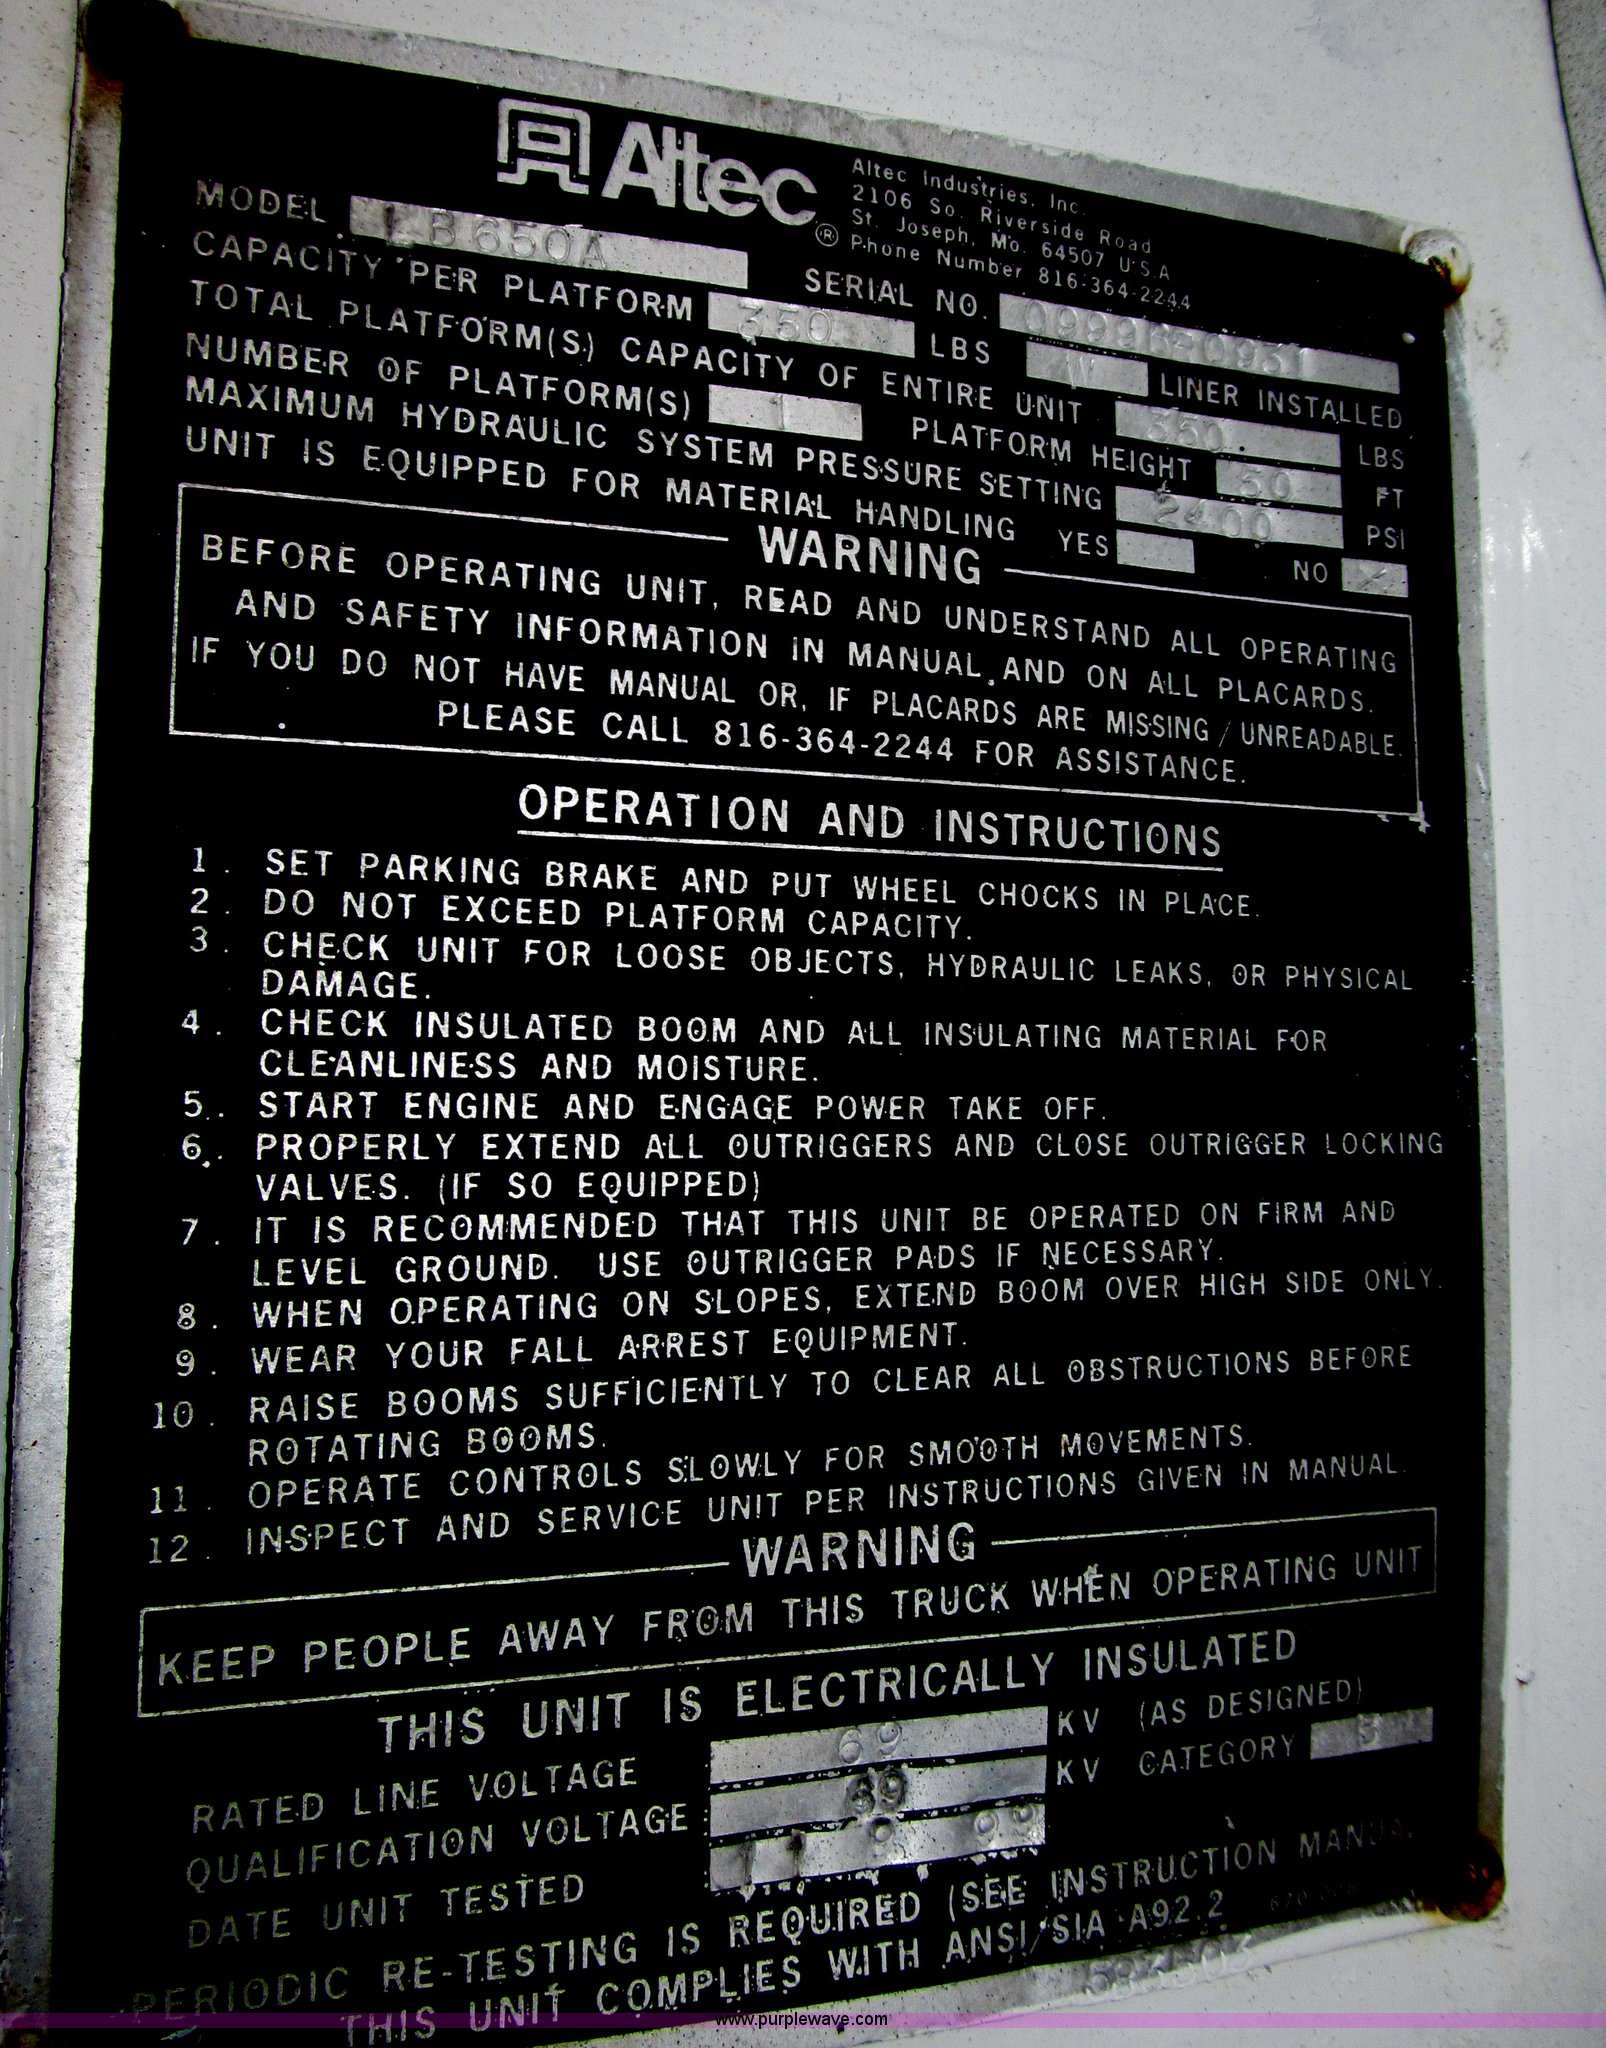 Altec ®
Altec Industries, Inc.
2106 So. Riverside Road
St. Joseph, Mo. 64507 U.S.A
Phone Number 816-364-2244
MODEL LB650A SERIAL NO. 0999G-0931
CAPACITY PER PLATFORM 350 LBS W LINER INSTALLED
TOTAL PLATFORM(S) CAPACITY OF ENTIRE UNIT 350 LBS
NUMBER OF PLATFORM(S) 1 PLATFORM HEIGHT 50 FT
MAXIMUM HYDRAULIC SYSTEM PRESSURE SETTING 2400 PSI
UNIT IS EQUIPPED FOR MATERIAL HANDLING YES NO X
WARNING
BEFORE OPERATING UNIT, READ AND UNDERSTAND ALL OPERATING
AND SAFETY INFORMATION IN MANUAL, AND ON ALL PLACARDS.
IF YOU DO NOT HAVE MANUAL OR, IF PLACARDS ARE MISSING / UNREADABLE.
PLEASE CALL 816-364-2244 FOR ASSISTANCE.
OPERATION AND INSTRUCTIONS
1. SET PARKING BRAKE AND PUT WHEEL CHOCKS IN PLACE.
2. DO NOT EXCEED PLATFORM CAPACITY.
3. CHECK UNIT FOR LOOSE OBJECTS, HYDRAULIC LEAKS, OR PHYSICAL
DAMAGE.
4. CHECK INSULATED BOOM AND ALL INSULATING MATERIAL FOR
CLEANLINESS AND MOISTURE.
5. START ENGINE AND ENGAGE POWER TAKE OFF.
6. PROPERLY EXTEND ALL OUTRIGGERS AND CLOSE OUTRIGGER LOCKING
VALVES. (IF SO EQUIPPED)
7. IT IS RECOMMENDED THAT THIS UNIT BE OPERATED ON FIRM AND
LEVEL GROUND. USE OUTRIGGER PADS IF NECESSARY.
8. WHEN OPERATING ON SLOPES, EXTEND BOOM OVER HIGH SIDE ONLY.
9. WEAR YOUR FALL ARREST EQUIPMENT.
10. RAISE BOOMS SUFFICIENTLY TO CLEAR ALL OBSTRUCTIONS BEFORE
ROTATING BOOMS.
11. OPERATE CONTROLS SLOWLY FOR SMOOTH MOVEMENTS.
12. INSPECT AND SERVICE UNIT PER INSTRUCTIONS GIVEN IN MANUAL.
WARNING
KEEP PEOPLE AWAY FROM THIS TRUCK WHEN OPERATING UNIT
THIS UNIT IS ELECTRICALLY INSULATED
RATED LINE VOLTAGE 69 KV (AS DESIGNED)
QUALIFICATION VOLTAGE 69 KV CATEGORY B
DATE UNIT TESTED 11 9 99
PERIODIC RE-TESTING IS REQUIRED (SEE INSTRUCTION MANUAL
THIS UNIT COMPLIES WITH ANSI/SIA A92.2
www.purplewave.com